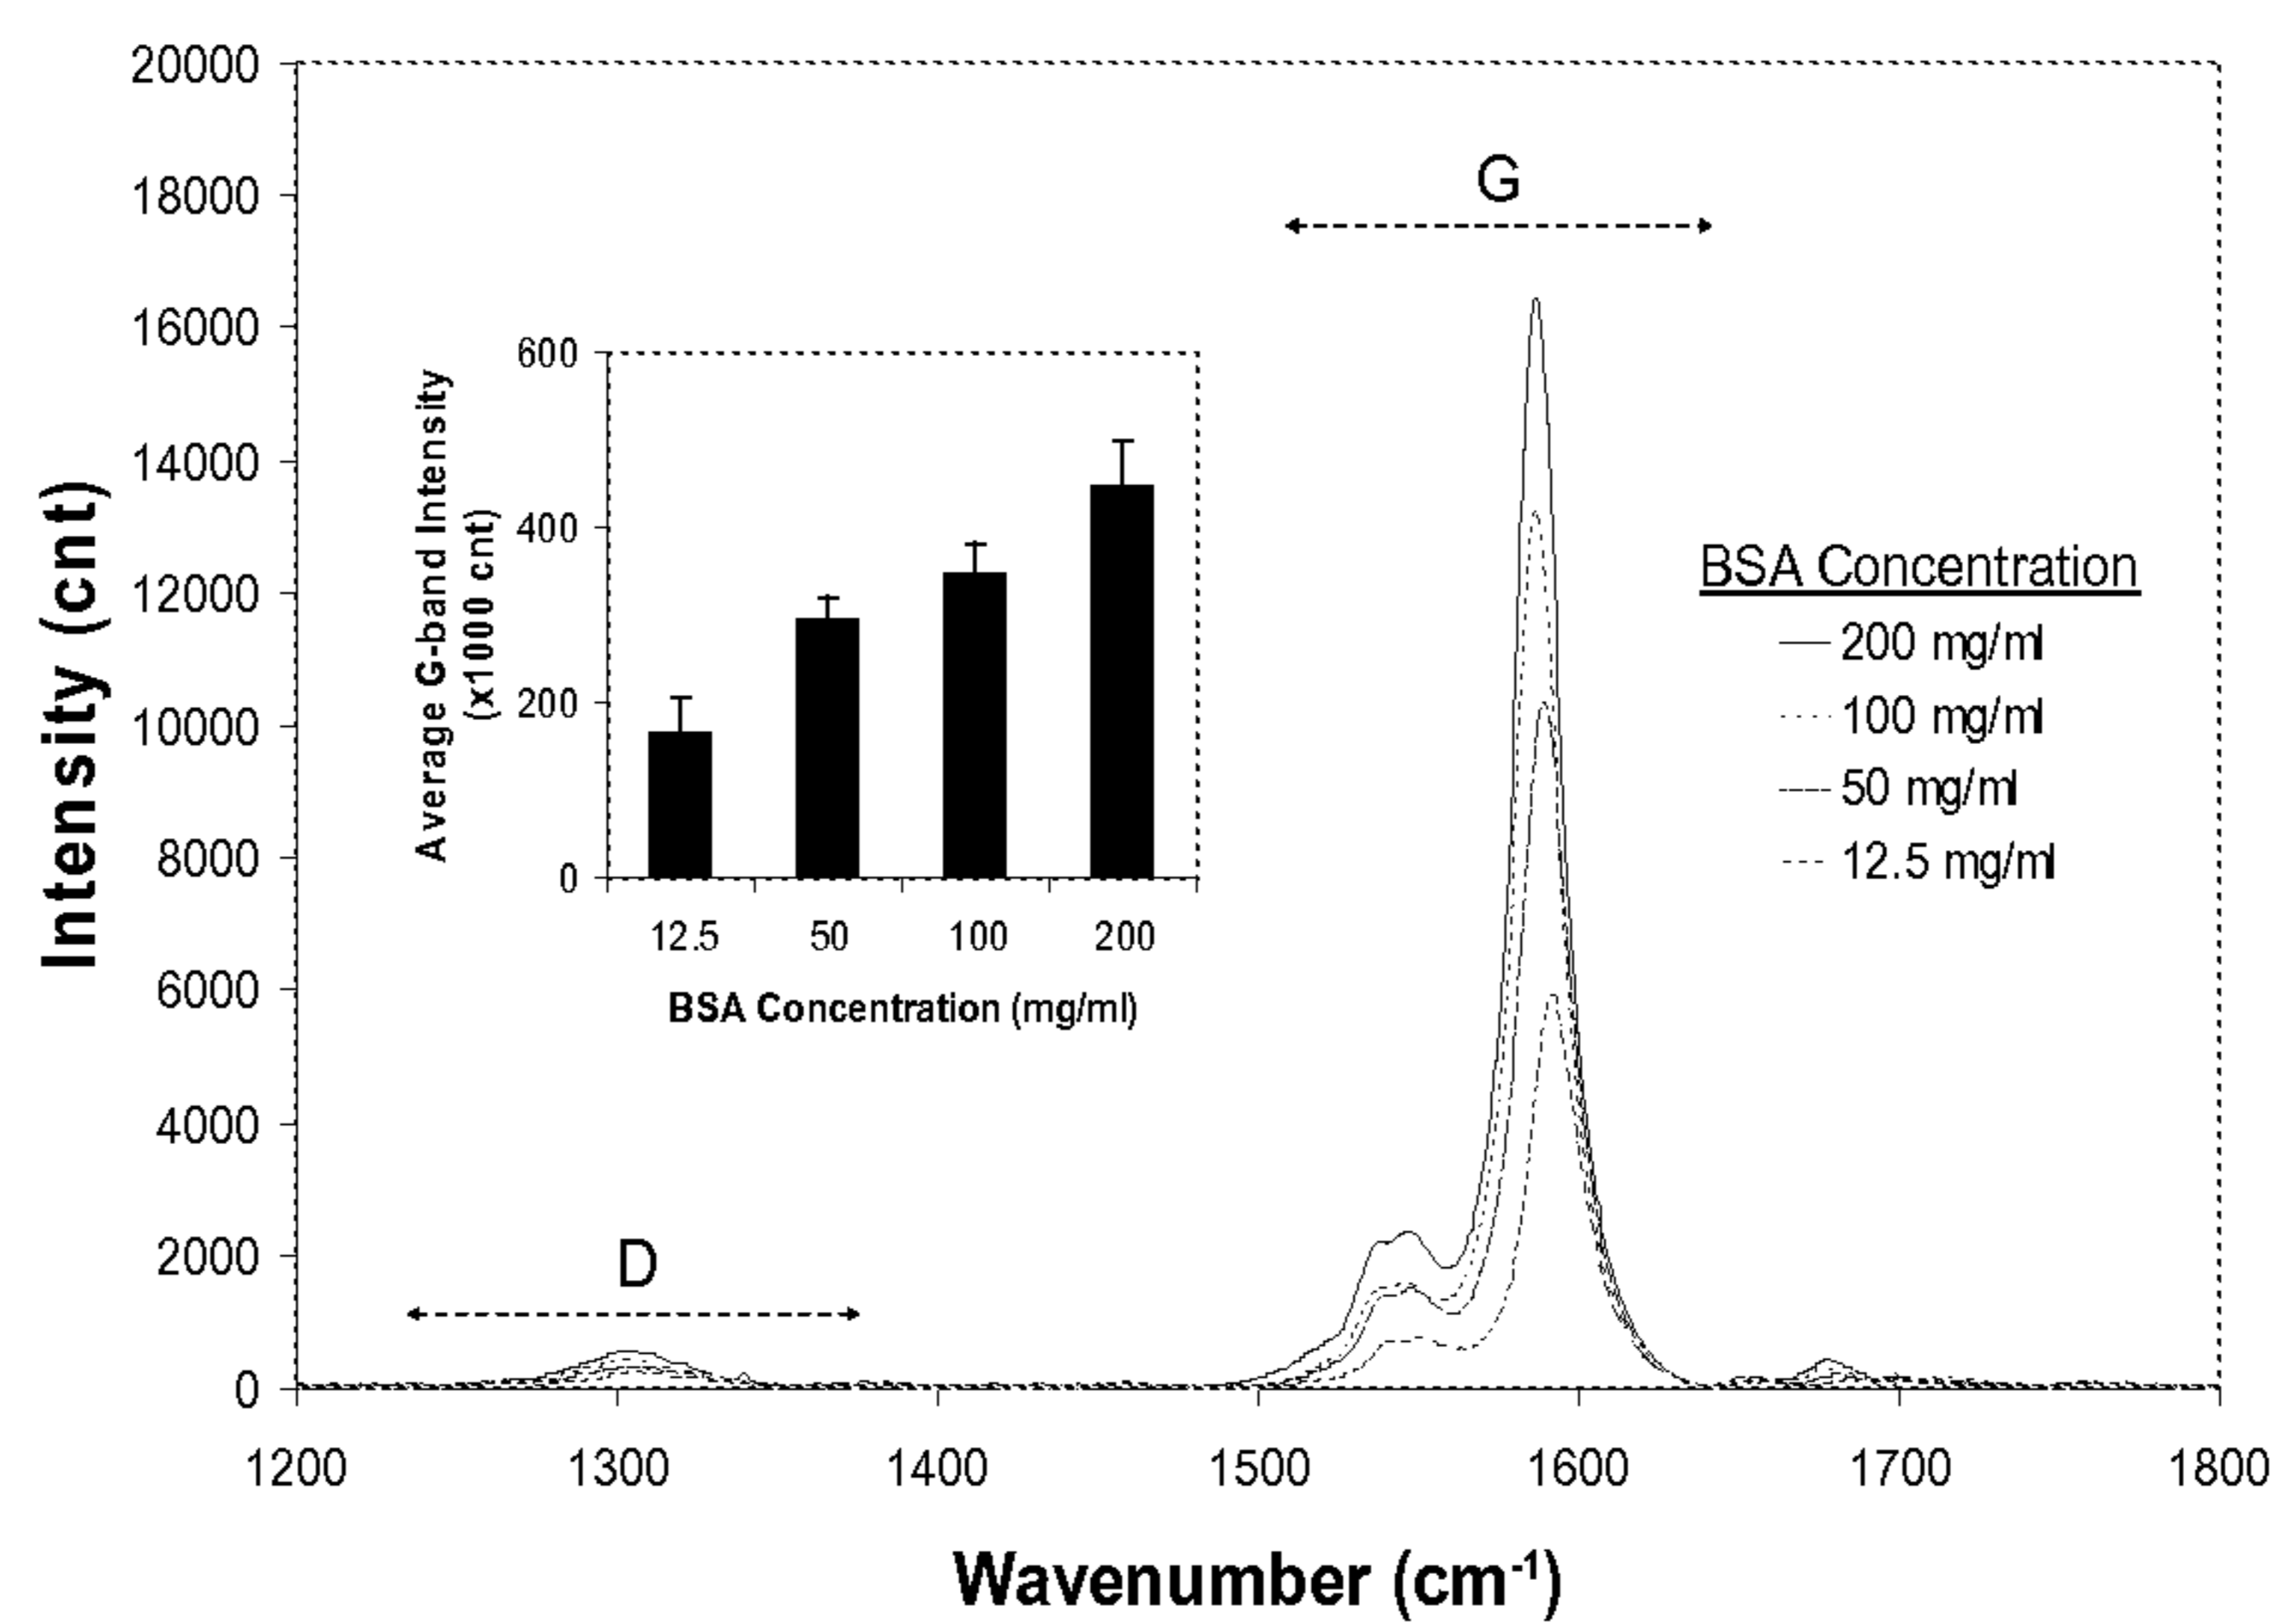 20000
18000
16000
14000
12000
10000
8000
6000
4000
2000
0
Intensity (cnt)
1200
1300
1400
1500
1600
1700
1800
Wavenumber (cm-1)
D
G
600
400
200
0
Average G-band Intensity
(x1000 cnt)
12.5
50
100
200
BSA Concentration (mg/ml)
BSA Concentration
200 mg/ml
100 mg/ml
50 mg/ml
12.5 mg/ml